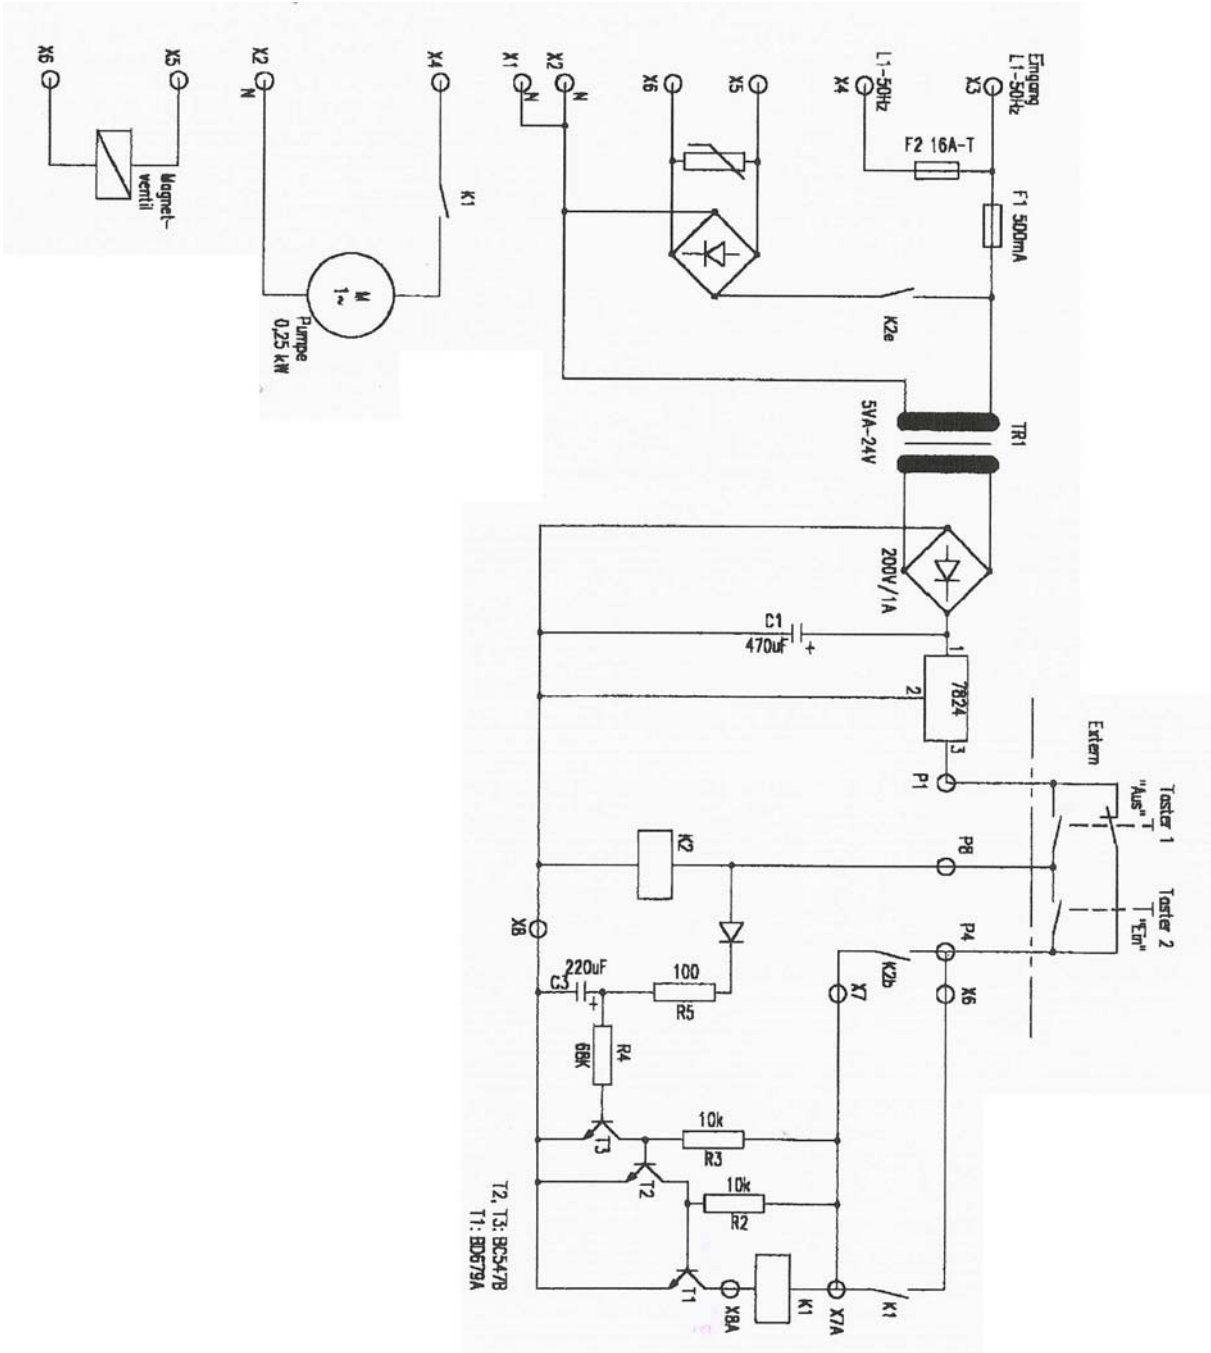 X6
X5
Magnet-
ventil
X2
N
X4
K1
M
1~
Pumpe
0,25 kW
X1
N
X2
N
X6
X5
L1-50Hz
X4
Eingang
L1-50Hz
X3
F2 16A-T
F1 500mA
K2e
TR1
5VA-24V
200V/1A
C1
470uF
+
1
7824
2
3
P1
Extern
Taster 1
"Aus"
P8
K2
Taster 2
"Ein"
P4
X8
K2b
X7
X6
220uF
C3
+
100
R5
R4
68K
T3
10k
R3
T2
10k
R2
T1
X8A
K1
X7A
K1
T2, T3: BC547B
T1: BD679A